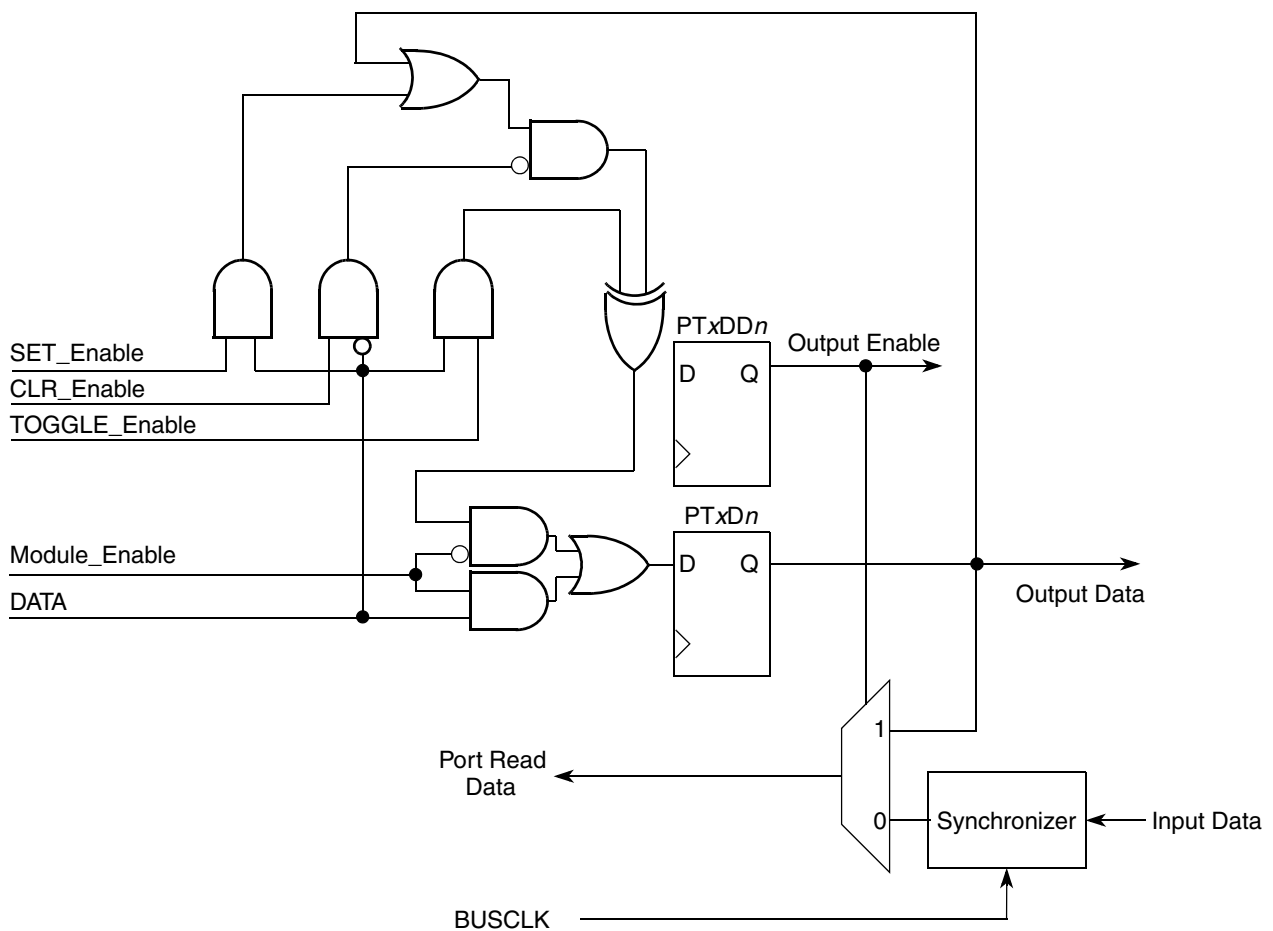 PTxDDn
Output Enable
D Q
SET_Enable
CLR_Enable
TOGGLE_Enable
PTxDn
D Q
Module_Enable
DATA
Output Data
1
Port Read
Data
0
Synchronizer
Input Data
BUSCLK